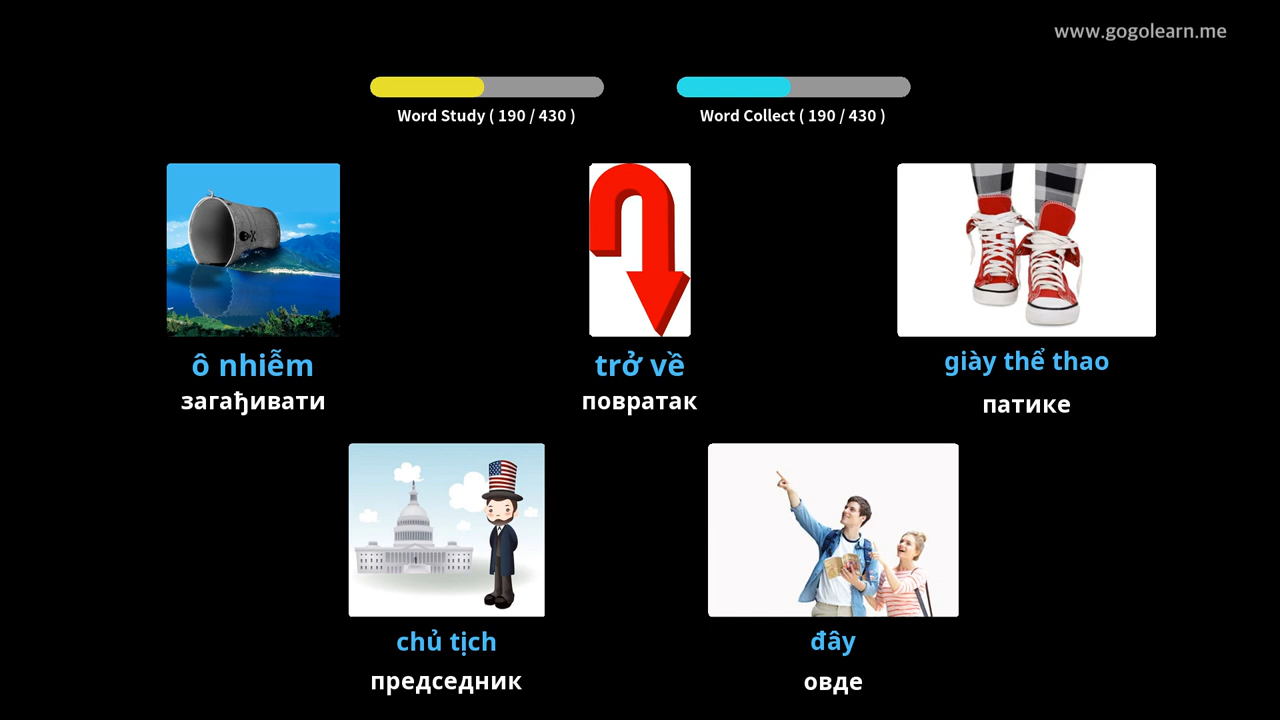 www.gogolearn.me
Word Study ( 190 / 430 )
Word Collect ( 190 / 430 )
ô nhiễm
загађивати
trở về
повратак
giày thể thao
патике
chủ tịch
председник
đây
овде